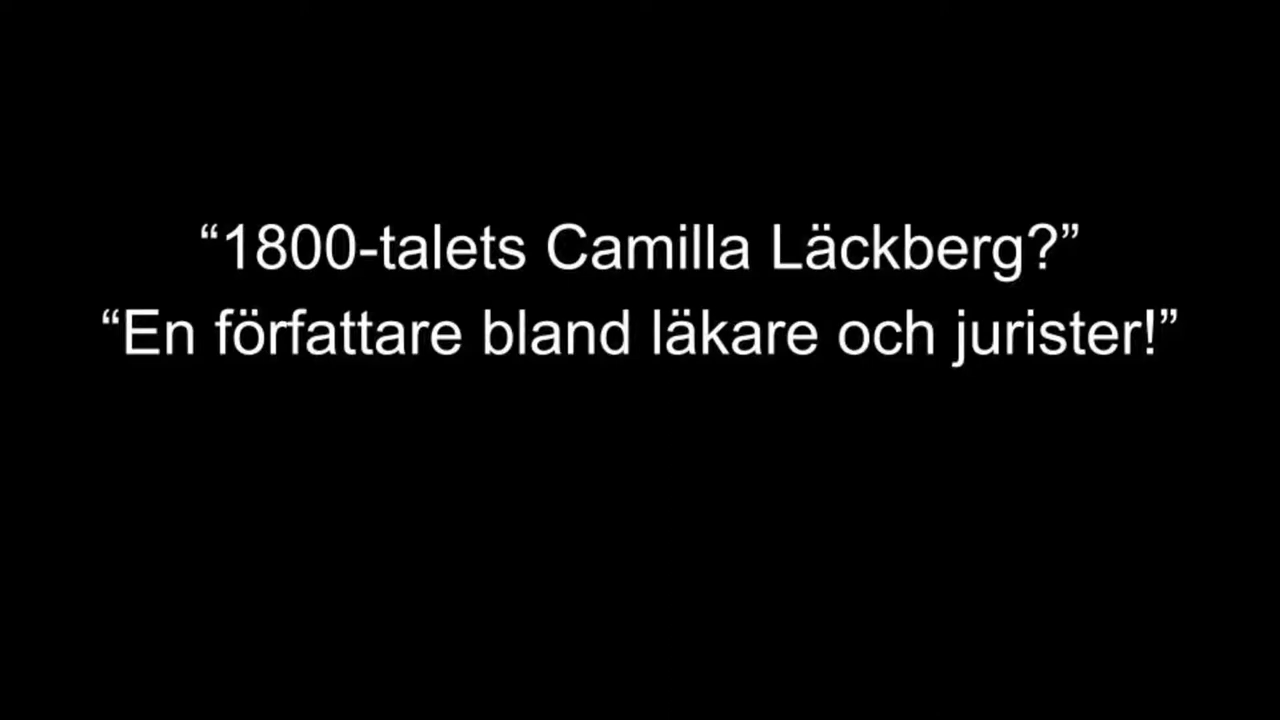 “1800-talets Camilla Läckberg?”
“En författare bland läkare och jurister!”